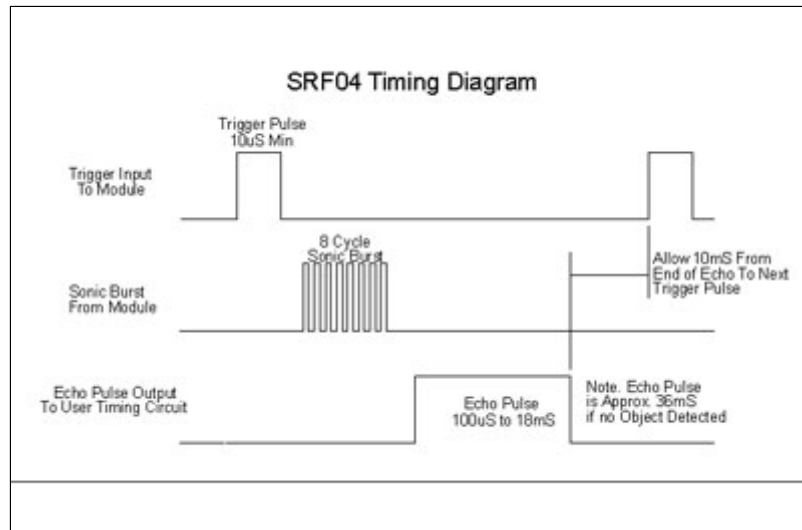 SRF04 Timing Diagram
Trigger Pulse
10uS Min
Trigger Input
To Module
8 Cycle
Sonic Burst
Allow 10mS From
End of Echo To Next
Trigger Pulse
Sonic Burst
From Module
Echo Pulse Output
To User Timing Circuit
Echo Pulse
100uS to 18mS
Note. Echo Pulse
is Approx. 36mS
if no Object Detected